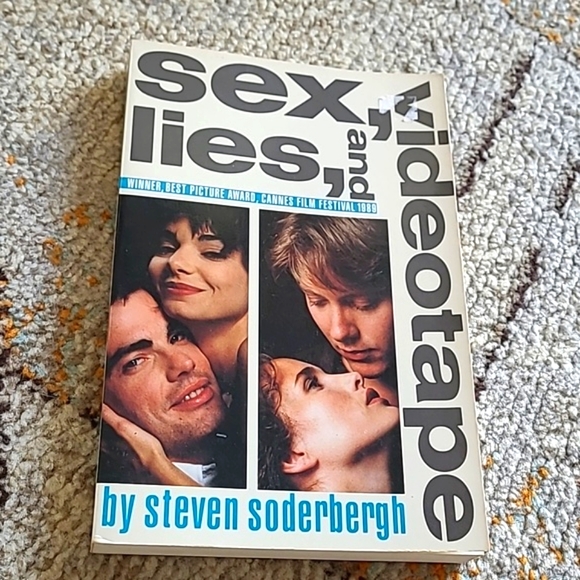 sex,
lies,
and
videotape
WINNER, BEST PICTURE AWARD, CANNES FILM FESTIVAL 1989
by steven soderbergh